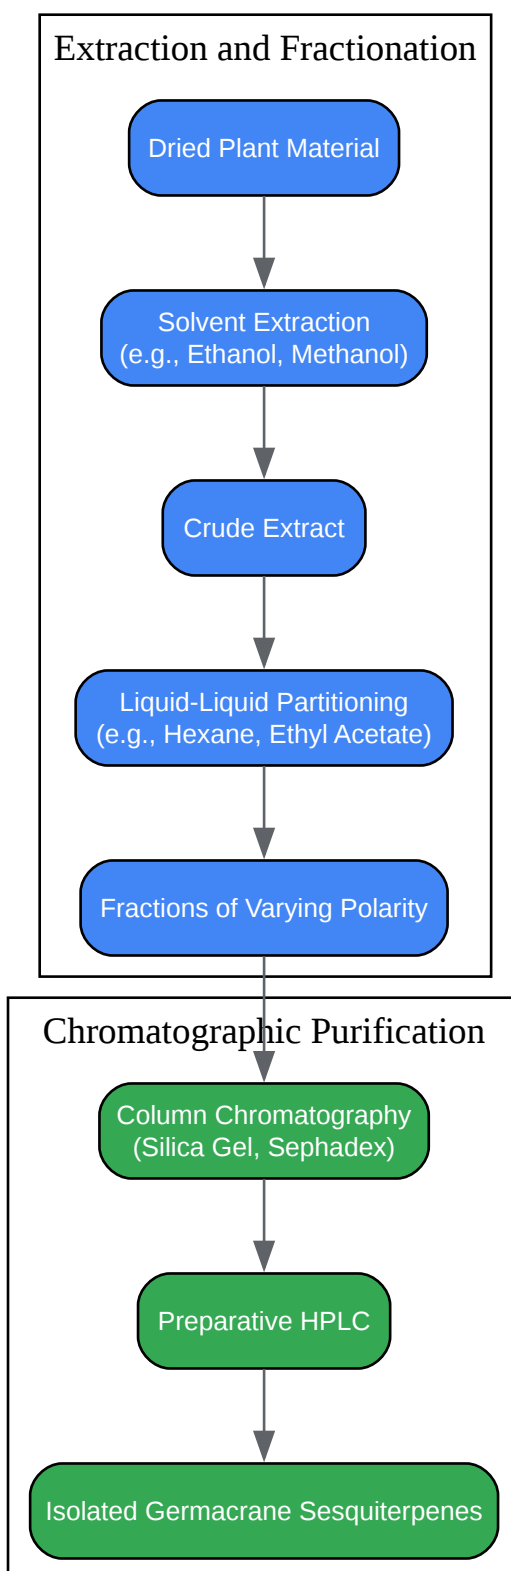 Extraction and Fractionation
Dried Plant Material
Solvent Extraction
(e.g., Ethanol, Methanol)
Crude Extract
Liquid-Liquid Partitioning
(e.g., Hexane, Ethyl Acetate)
Fractions of Varying Polarity
Chromatographic Purification
Column Chromatography
(Silica Gel, Sephadex)
Preparative HPLC
Isolated Germacrane Sesquiterpenes